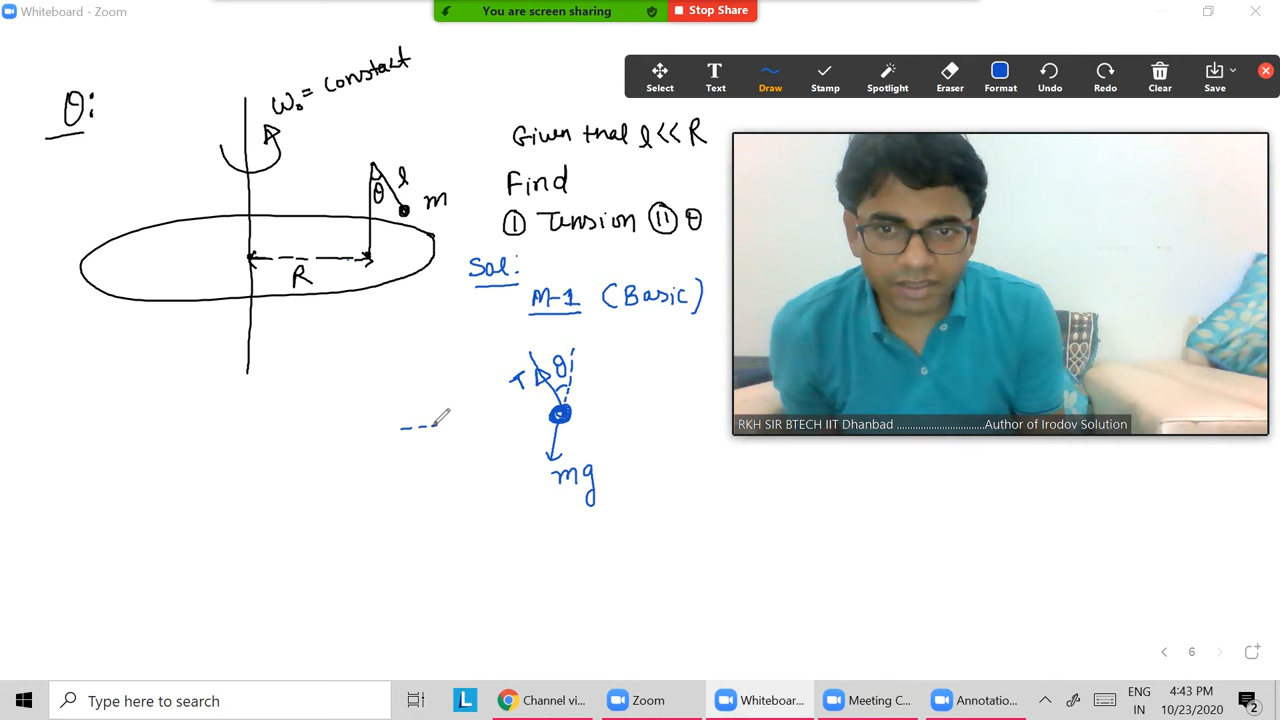 Whiteboard - Zoom
You are screen sharing
Stop Share
Select
Text
Draw
Stamp
Spotlight
Eraser
Format
Undo
Redo
Clear
Save
Q:
ω₀ = constact
l
θ
m
R
Given that l << R
Find
① Tension ⑪ θ
Sol:
M-1 (Basic)
T
θ
mg
RKH SIR BTECH IIT Dhanbad ................................Author of Irodov Solution
6
Type here to search
L
Channel vi...
Zoom
Whiteboar...
Meeting C...
Annotatio...
ENG
IN
4:43 PM
10/23/2020
2